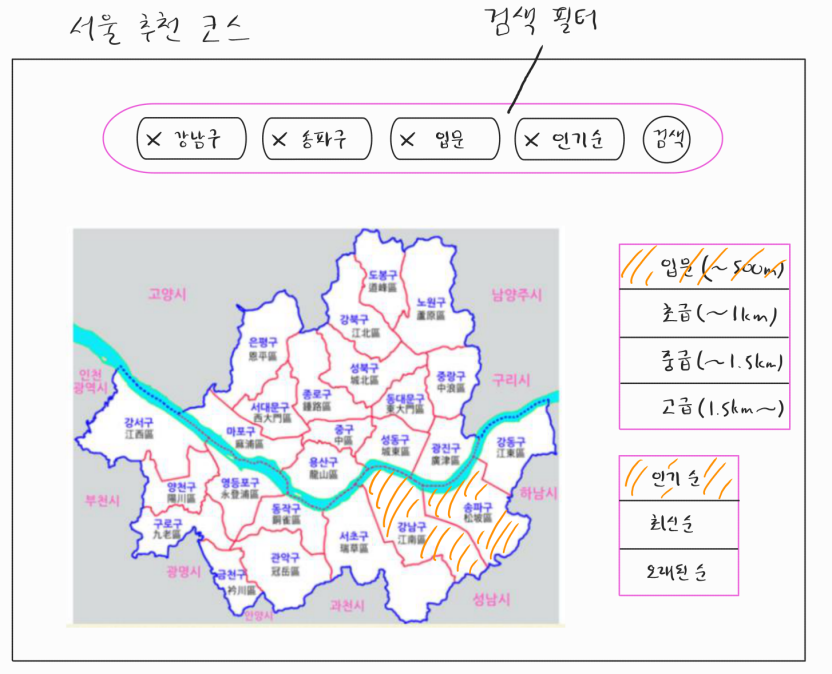 서울 추천 코스
검색 필터
× 강남구
× 송파구
× 입문
× 인기순
검색
도봉구
道峰區
노원구
蘆原區
고양시
남양주시
강북구
江北區
은평구
恩平區
성북구
城北區
중랑구
中浪區
구리시
인천
광역시
종로구
鍾路區
동대문구
東大門區
서대문구
西大門區
강서구
江西區
마포구
麻浦區
중구
中區
성동구
城東區
광진구
廣津區
강동구
江東區
용산구
龍山區
양천구
陽川區
영등포구
永登浦區
하남시
부천시
동작구
銅雀區
송파구
松坡區
구로구
九老區
서초구
瑞草區
강남구
江南區
관악구
冠岳區
광명시
금천구
衿川區
안양시
과천시
성남시
입문(~500m)
초급(~1km)
중급(~1.5km)
고급(1.5km~)
인기 순
최신순
오래된 순